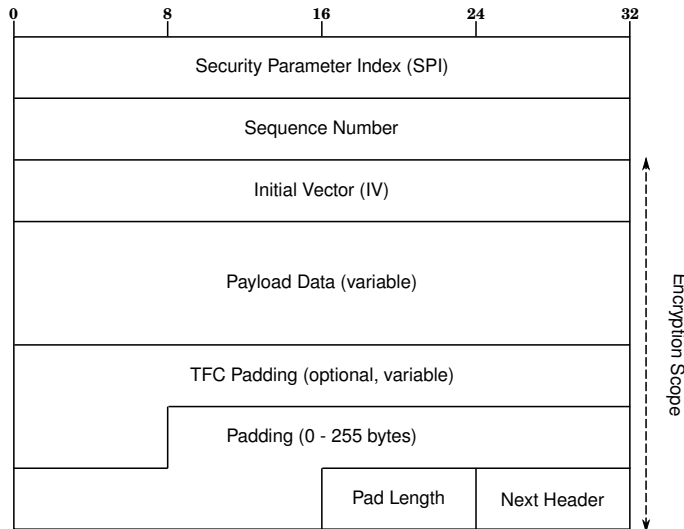 0 8 16 24 32
Security Parameter Index (SPI)
Sequence Number
Initial Vector (IV)
Payload Data (variable)
TFC Padding (optional, variable)
Padding (0 - 255 bytes)
Pad Length Next Header
Encryption Scope